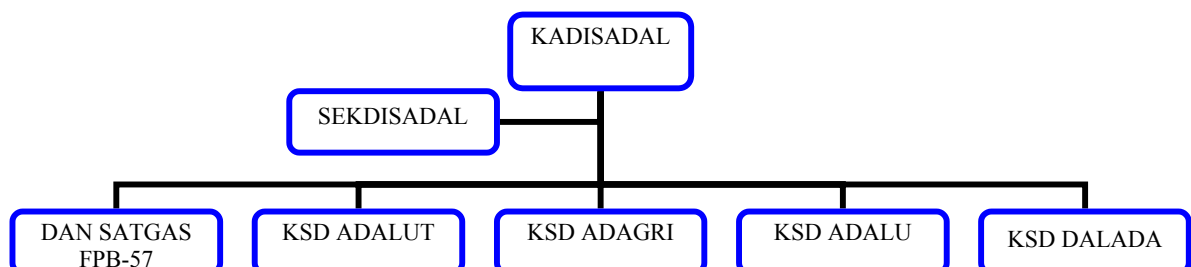 KADISADAL
SEKDISADAL
DAN SATGAS
FPB-57
KSD ADALUT
KSD ADAGRI
KSD ADALU
KSD DALADA